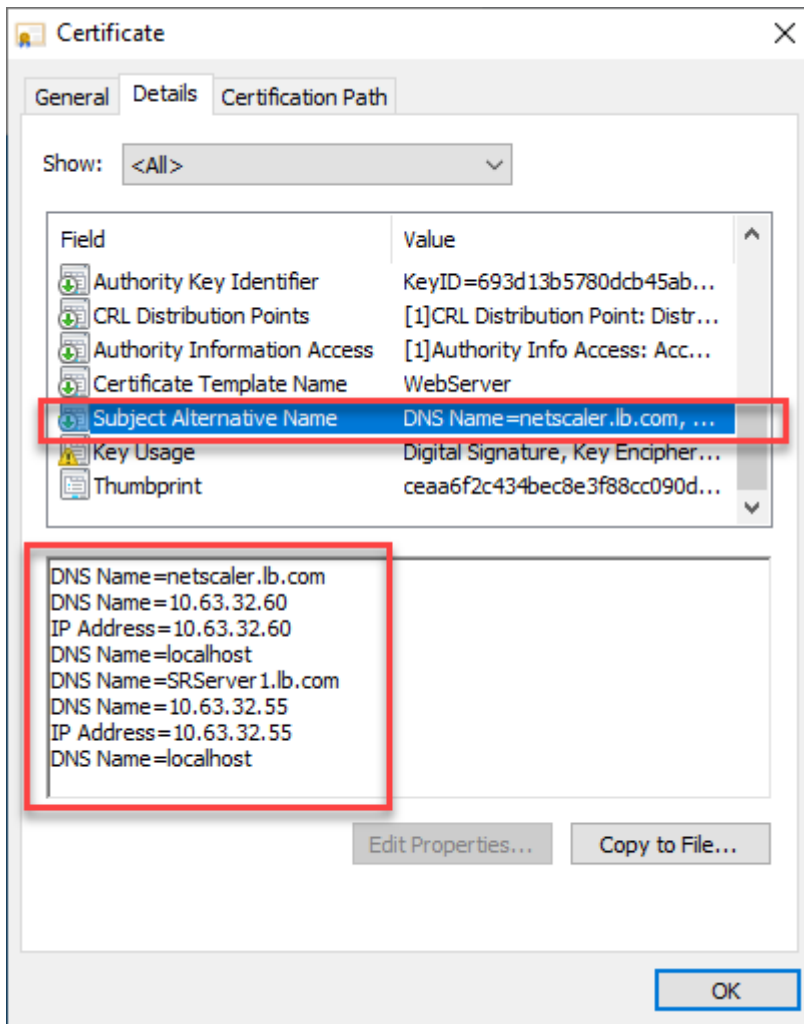 Certificate
General Details Certification Path
Show: <All>
Field Value
Authority Key Identifier KeyID=693d13b5780dcb45ab...
CRL Distribution Points [1]CRL Distribution Point: Distr...
Authority Information Access [1]Authority Info Access: Acc...
Certificate Template Name WebServer
Subject Alternative Name DNS Name=netscaler.lb.com, ...
Key Usage Digital Signature, Key Encipher...
Thumbprint ceaa6f2c434bec8e3f88cc090d...
DNS Name=netscaler.lb.com
DNS Name=10.63.32.60
IP Address=10.63.32.60
DNS Name=localhost
DNS Name=SRServer1.lb.com
DNS Name=10.63.32.55
IP Address=10.63.32.55
DNS Name=localhost
Edit Properties... Copy to File...
OK